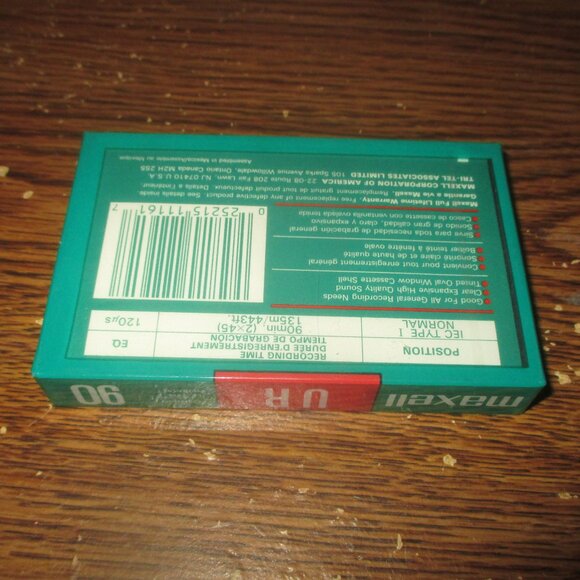 maxell
UR
90
POSITION
IEC TYPE I
NORMAL
RECORDING TIME
DURÉE D'ENREGISTREMENT
TIEMPO DE GRABACIÓN
90min. (2×45)
135m/443ft.
EQ
120µs
Good For All General Recording Needs
Clear Expansive High Quality Sound
Tinted Oval Window Cassette Shell
Convient pour tout enregistrement général
Sonorité claire et de haute qualité
Boîtier teinté à fenêtre ovale
Sirve para toda necesidad de grabación general
Sonido de gran calidad, claro y expansivo
Casco de cassette con ventanilla ovalada teñida
0 25215 11167 7
Maxell Full Lifetime Warranty. Free replacement of any defective product. See details inside.
Garantie à vie Maxell. Remplacement gratuit de tout produit défectueux. Détails à l'intérieur.
MAXELL CORPORATION OF AMERICA 22-08 Route 208 Fair Lawn, NJ. 07410 U.S.A.
TRI-TEL ASSOCIATES LIMITED 105 Sparks Avenue Willowdale, Ontario Canada M2H 2S5
Assembled in Mexico/Assemblée au Mexique